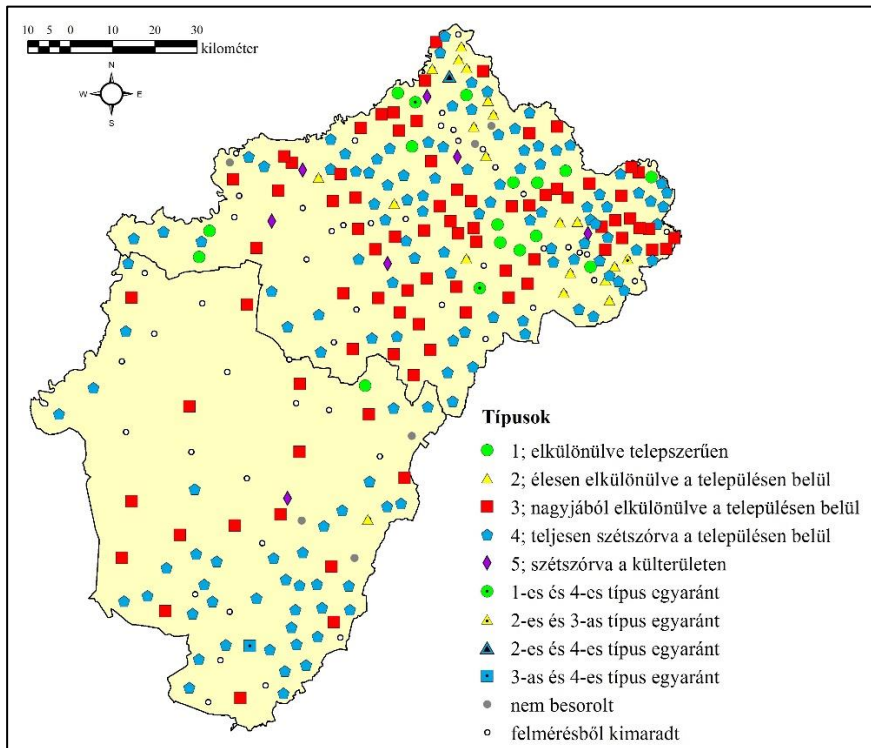 10 5 0 10 20 30
kilométer
N
W E
S
Típusok
1; elkülönülve telepszerűen
2; élesen elkülönülve a településen belül
3; nagyjából elkülönülve a településen belül
4; teljesen szétszórva a településen belül
5; szétszórva a külterületen
1-es és 4-es típus egyaránt
2-es és 3-as típus egyaránt
2-es és 4-es típus egyaránt
3-as és 4-es típus egyaránt
nem besorolt
felmérésből kimaradt